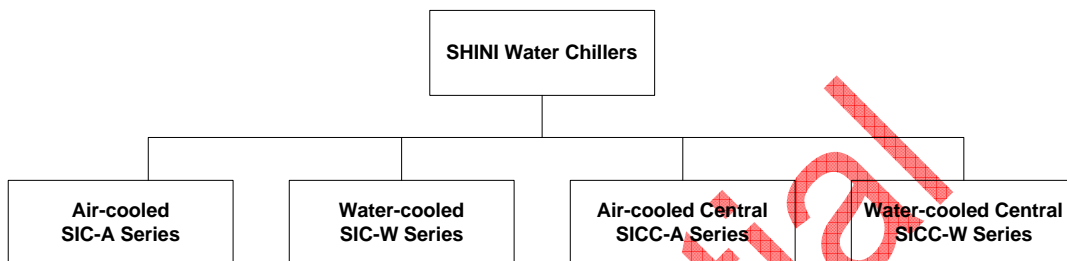 SHINI Water Chillers
Air-cooled
SIC-A Series
Water-cooled
SIC-W Series
Air-cooled Central
SICC-A Series
Water-cooled Central
SICC-W Series